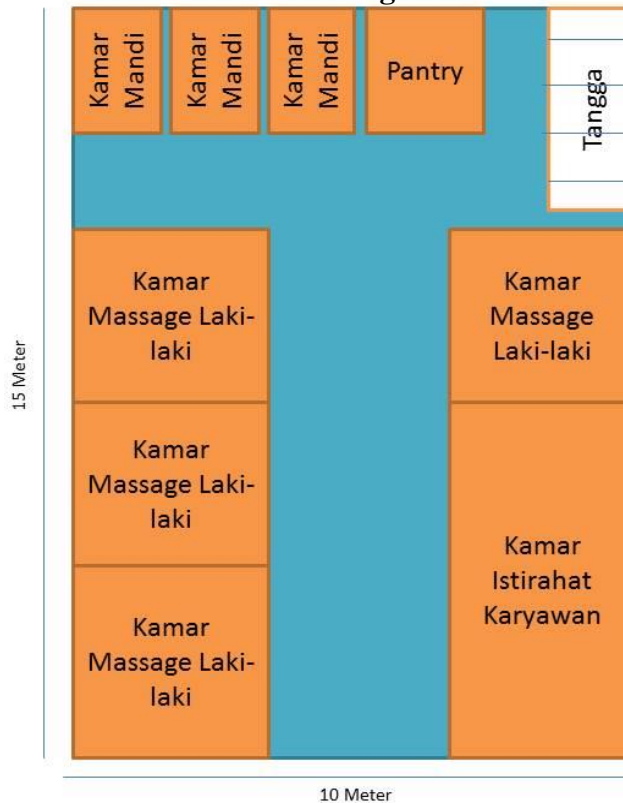 Kamar
Mandi
Kamar
Mandi
Kamar
Mandi
Pantry
Tangga
Kamar
Massage Laki-
laki
Kamar
Massage
Laki-laki
15 Meter
Kamar
Massage Laki-
laki
Kamar
Istirahat
Karyawan
Kamar
Massage Laki-
laki
10 Meter